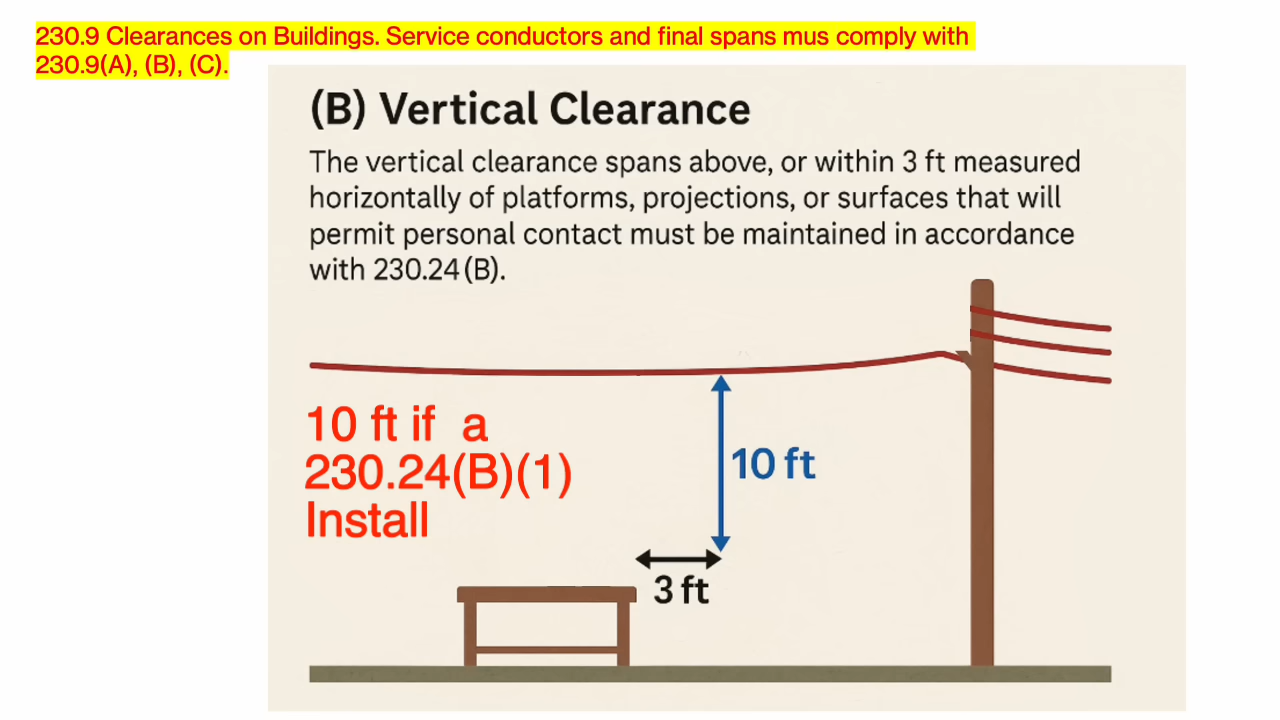 230.9 Clearances on Buildings. Service conductors and final spans mus comply with
230.9(A), (B), (C).
(B) Vertical Clearance
The vertical clearance spans above, or within 3 ft measured
horizontally of platforms, projections, or surfaces that will
permit personal contact must be maintained in accordance
with 230.24 (B).
10 ft if a
230.24(B)(1)
Install
10 ft
3 ft